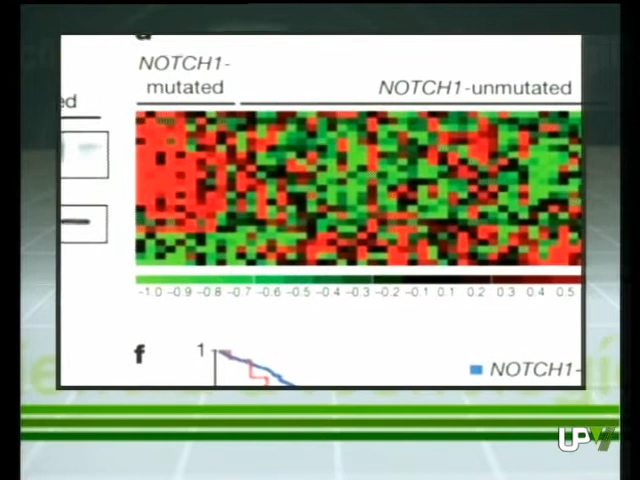 NOTCH1-
mutated
NOTCH1-unmutated
ed
–1.0 –0.9 –0.8 –0.7 –0.6 –0.5 –0.4 –0.3 –0.2 –0.1 0.1 0.2 0.3 0.4 0.5
f
1
NOTCH1-
UPV